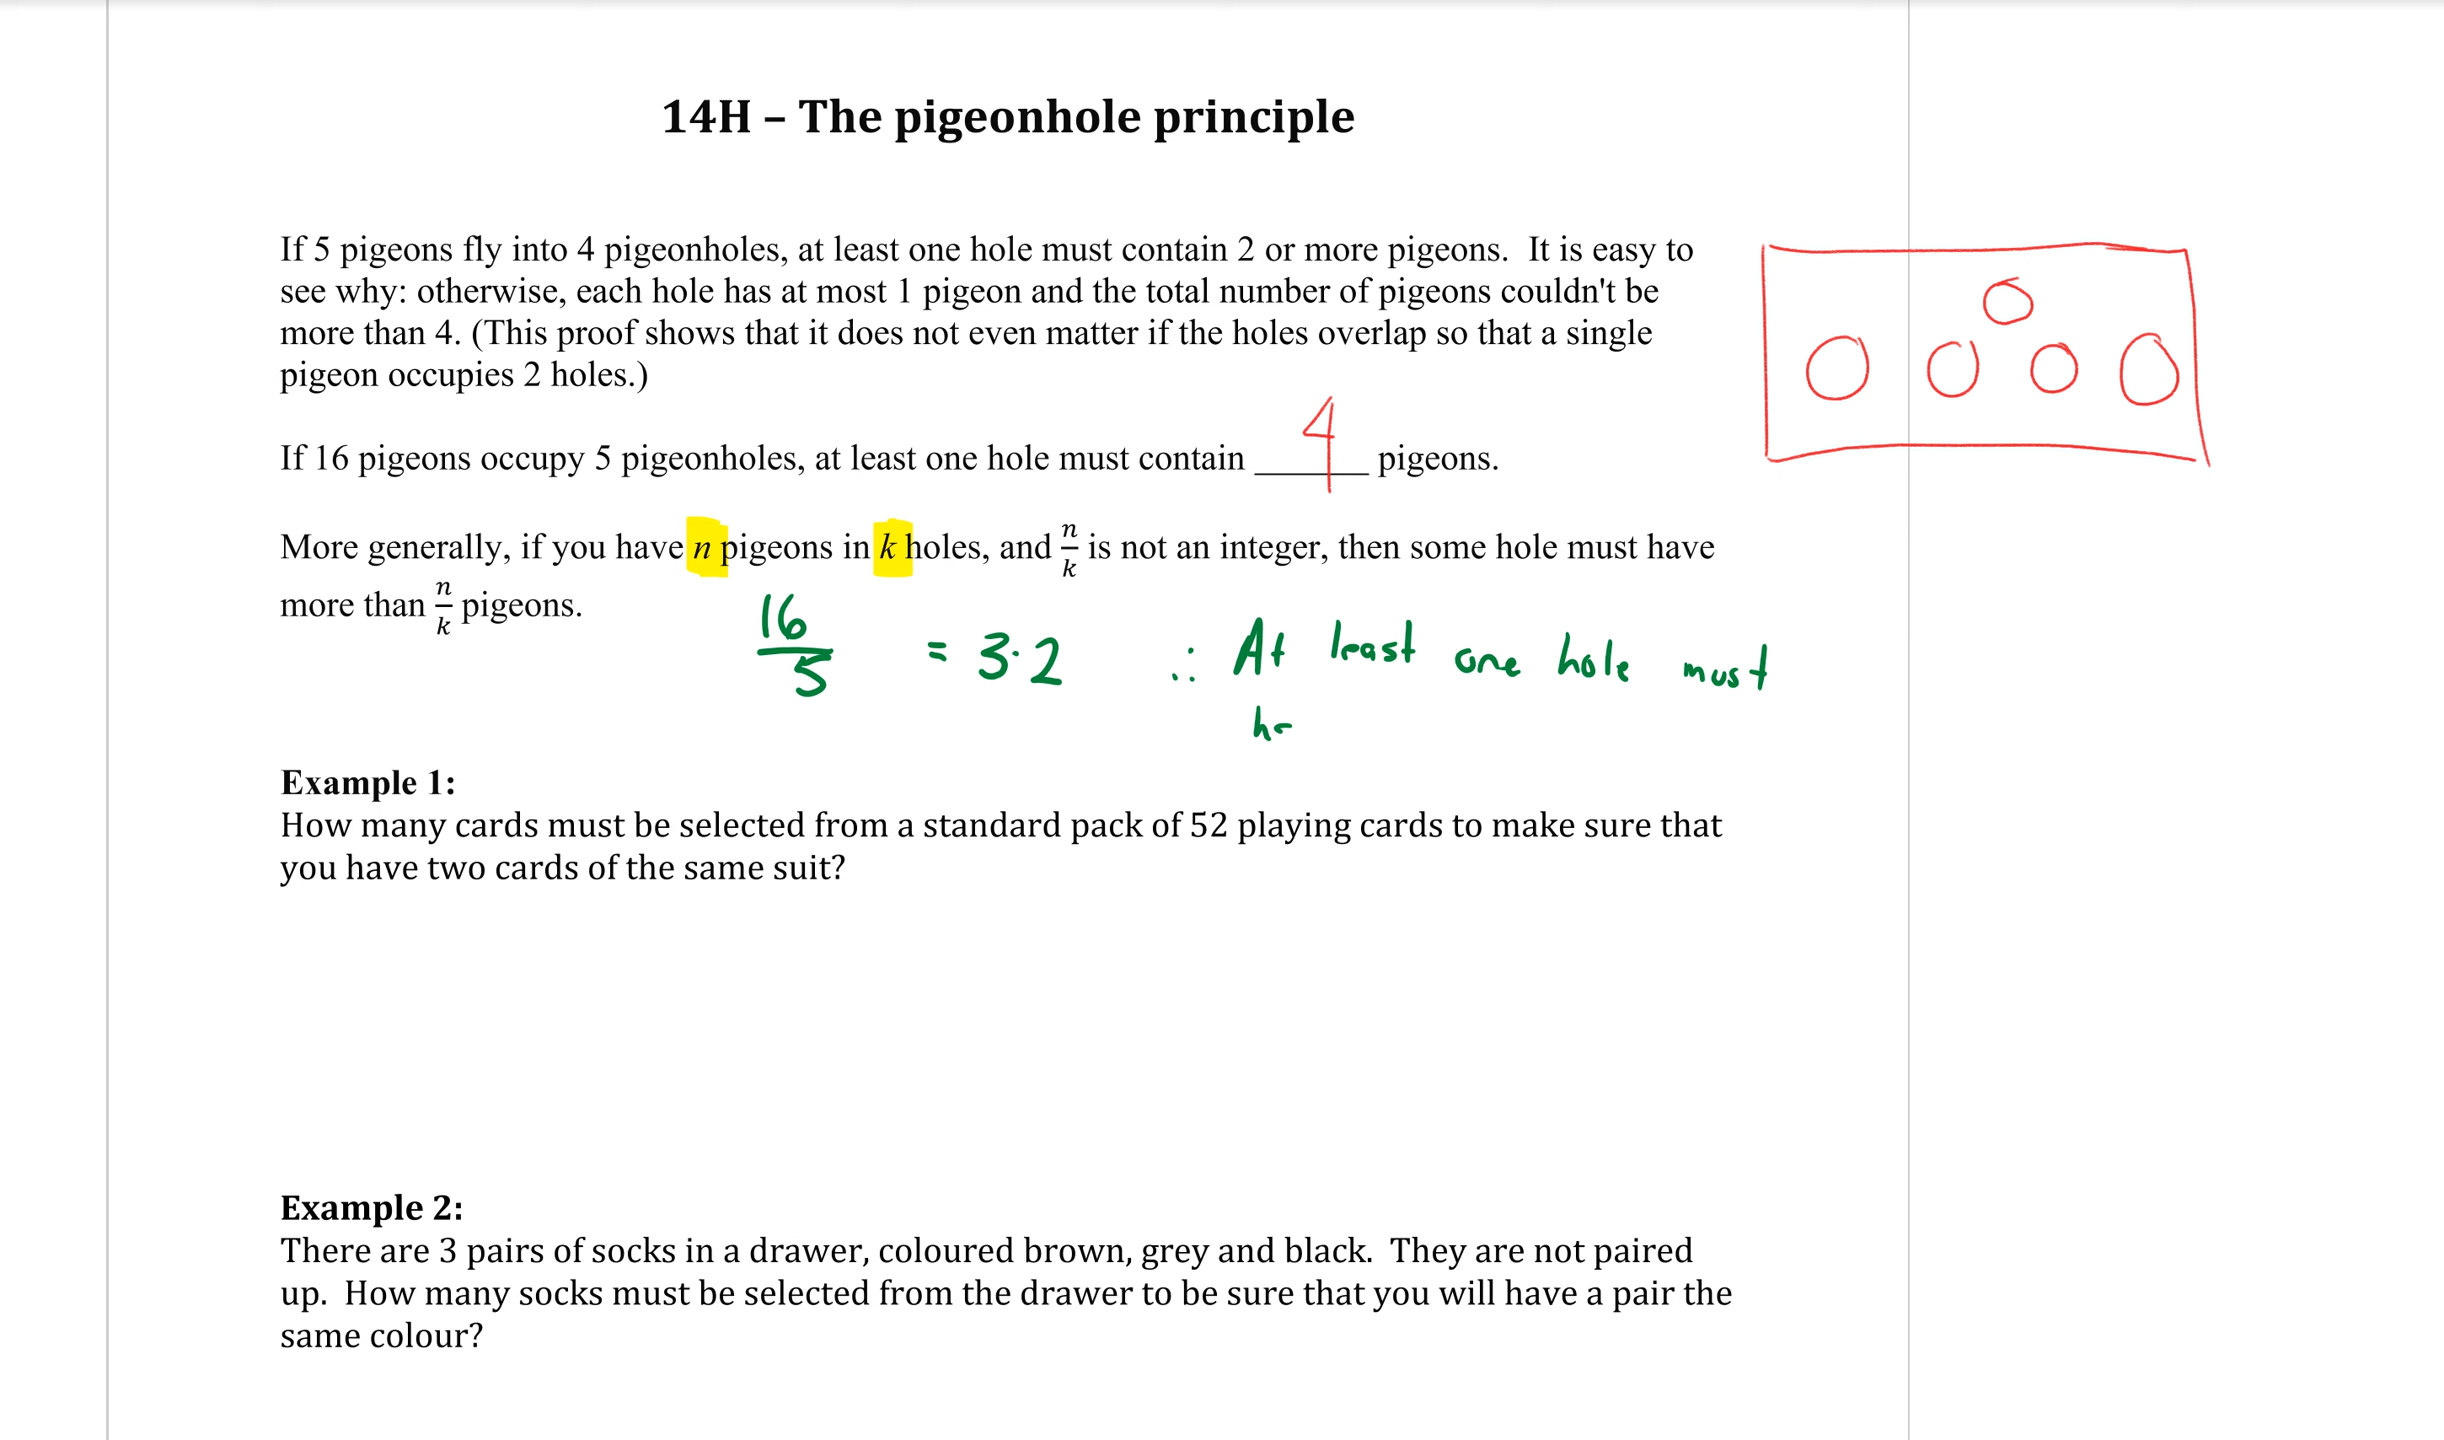 14H – The pigeonhole principle
If 5 pigeons fly into 4 pigeonholes, at least one hole must contain 2 or more pigeons.  It is easy to
see why: otherwise, each hole has at most 1 pigeon and the total number of pigeons couldn't be
more than 4. (This proof shows that it does not even matter if the holes overlap so that a single
pigeon occupies 2 holes.)
If 16 pigeons occupy 5 pigeonholes, at least one hole must contain 4 pigeons.
More generally, if you have n pigeons in k holes, and n/k is not an integer, then some hole must have
more than n/k pigeons.
16/5 = 3.2 ∴ At least one hole must
Example 1:
How many cards must be selected from a standard pack of 52 playing cards to make sure that
you have two cards of the same suit?
Example 2:
There are 3 pairs of socks in a drawer, coloured brown, grey and black.  They are not paired
up.  How many socks must be selected from the drawer to be sure that you will have a pair the
same colour?